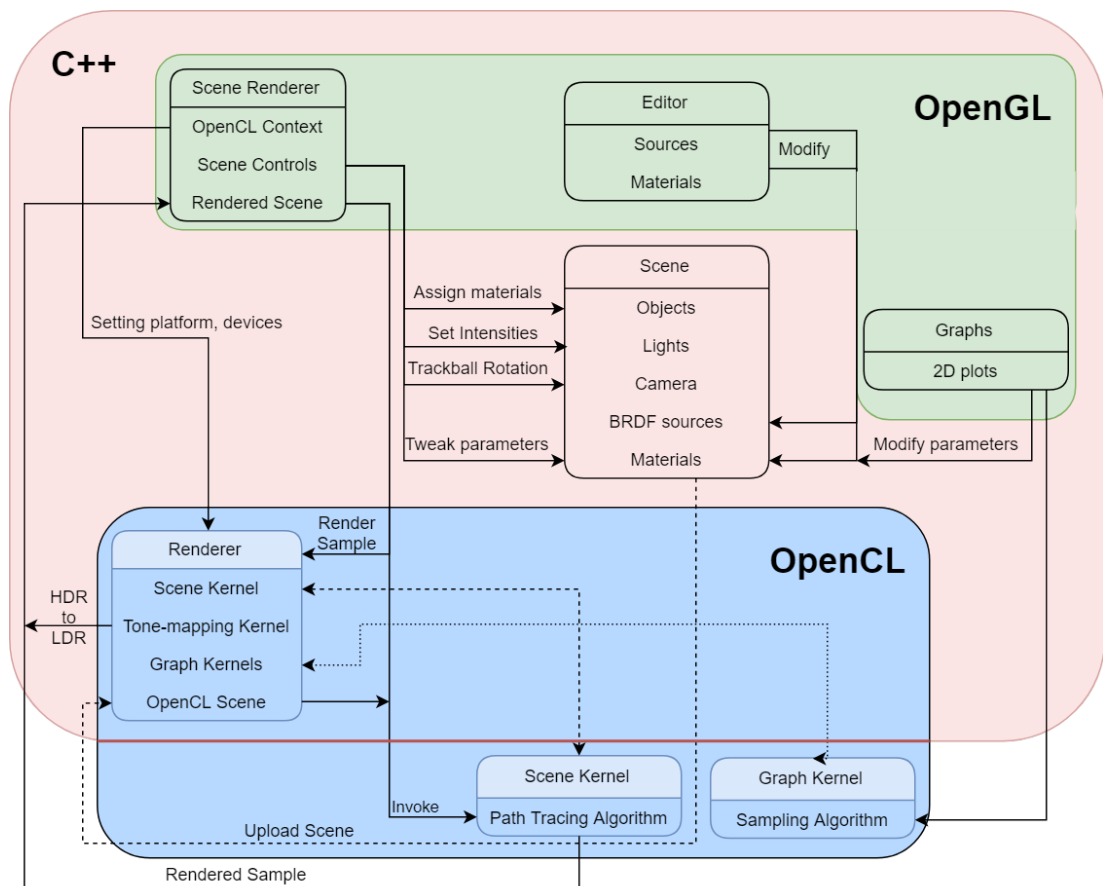 C++
OpenGL
Scene Renderer
OpenCL Context
Scene Controls
Rendered Scene
Editor
Sources
Materials
Modify
Scene
Objects
Lights
Camera
BRDF sources
Materials
Graphs
2D plots
Assign materials
Set Intensities
Trackball Rotation
Tweak parameters
Setting platform, devices
Modify parameters
OpenCL
Renderer
Scene Kernel
Tone-mapping Kernel
Graph Kernels
OpenCL Scene
Render
Sample
HDR
to
LDR
Scene Kernel
Path Tracing Algorithm
Graph Kernel
Sampling Algorithm
Invoke
Upload Scene
Rendered Sample